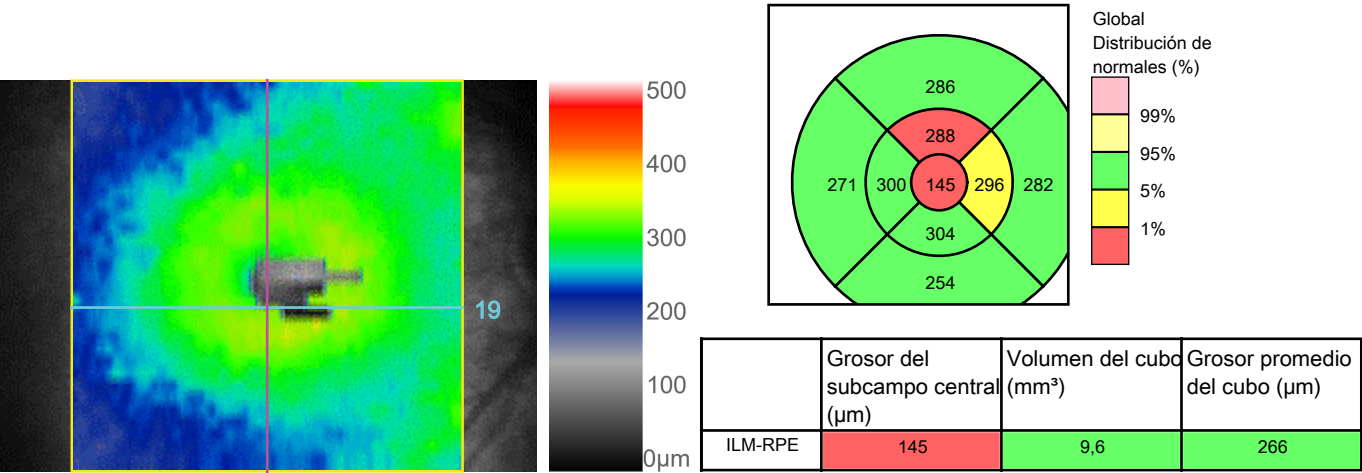 500
400
300
200
100
0µm
19
286
288
271 300 145 296 282
304
254
Global
Distribución de
normales (%)
99%
95%
5%
1%
Grosor del
subcampo central
(µm)
Volumen del cubo
(mm³)
Grosor promedio
del cubo (µm)
ILM-RPE 145 9,6 266